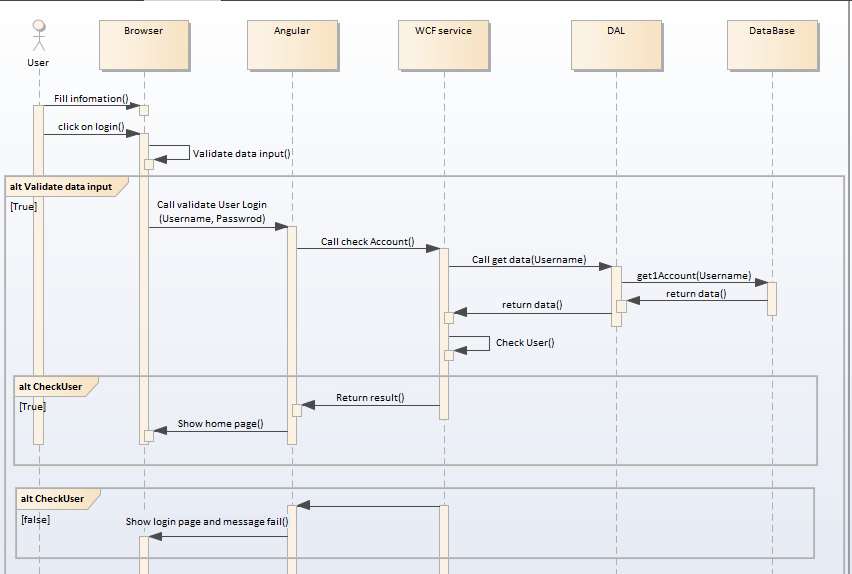 Browser
Angular
WCF service
DAL
DataBase
User
Fill infomation()
click on login()
Validate data input()
alt Validate data input
[True]
Call validate User Login
(Username, Passwrod)
Call check Account()
Call get data(Username)
get1Account(Username)
return data()
return data()
Check User()
alt CheckUser
[True]
Return result()
Show home page()
alt CheckUser
[false]
Show login page and message fail()